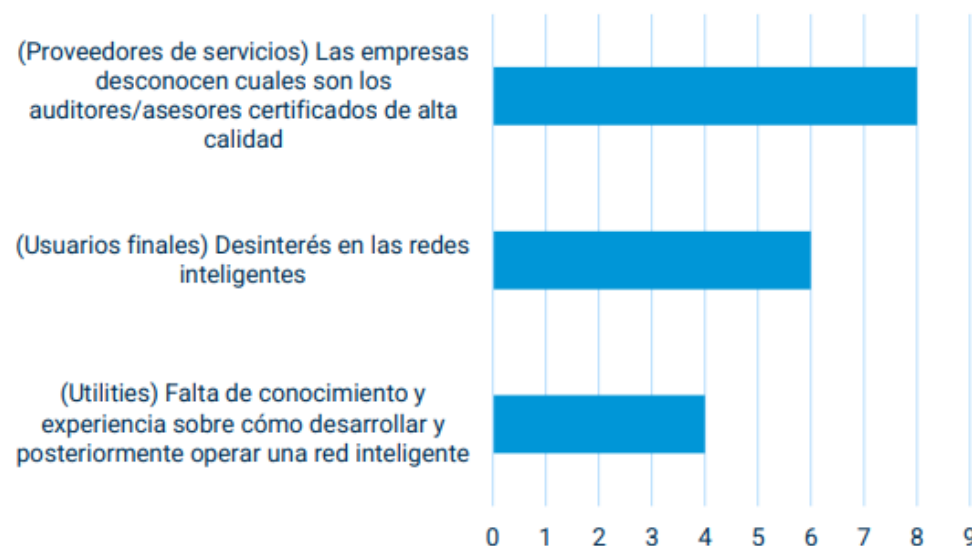 (Proveedores de servicios) Las empresas
desconocen cuales son los
auditores/asesores certificados de alta
calidad
(Usuarios finales) Desinterés en las redes
inteligentes
(Utilities) Falta de conocimiento y
experiencia sobre cómo desarrollar y
posteriormente operar una red inteligente
0 1 2 3 4 5 6 7 8 9